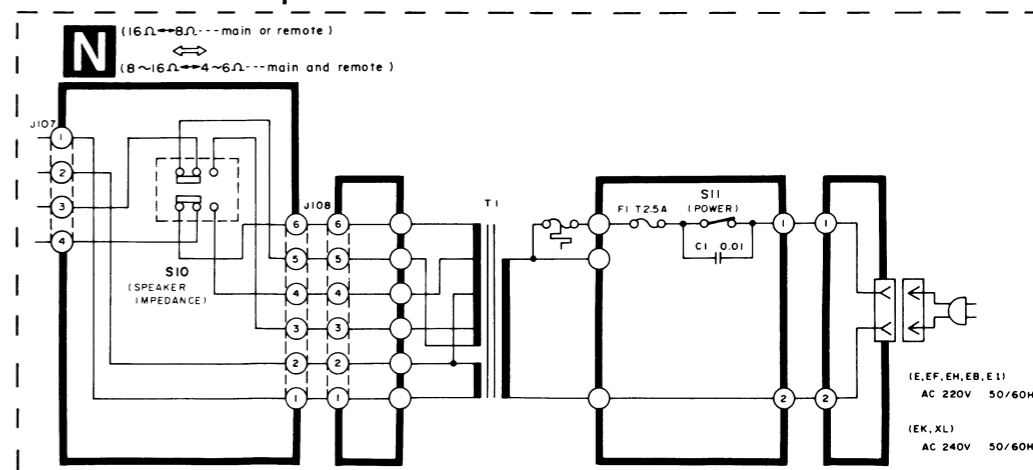 N
(16Ω↔8Ω---main or remote)
⇔
(8~16Ω↔4~6Ω---main and remote)
J107
1
2
3
4
S10
(SPEAKER
IMPEDANCE)
J108
6 6
5 5
4 4
3 3
2 2
1 1
T1
F1 T2.5A
S11
(POWER)
C1 0.01
1 1
2 2
(E,EF,EH,EB,EI)
AC 220V 50/60H
(EK,XL)
AC 240V 50/60H